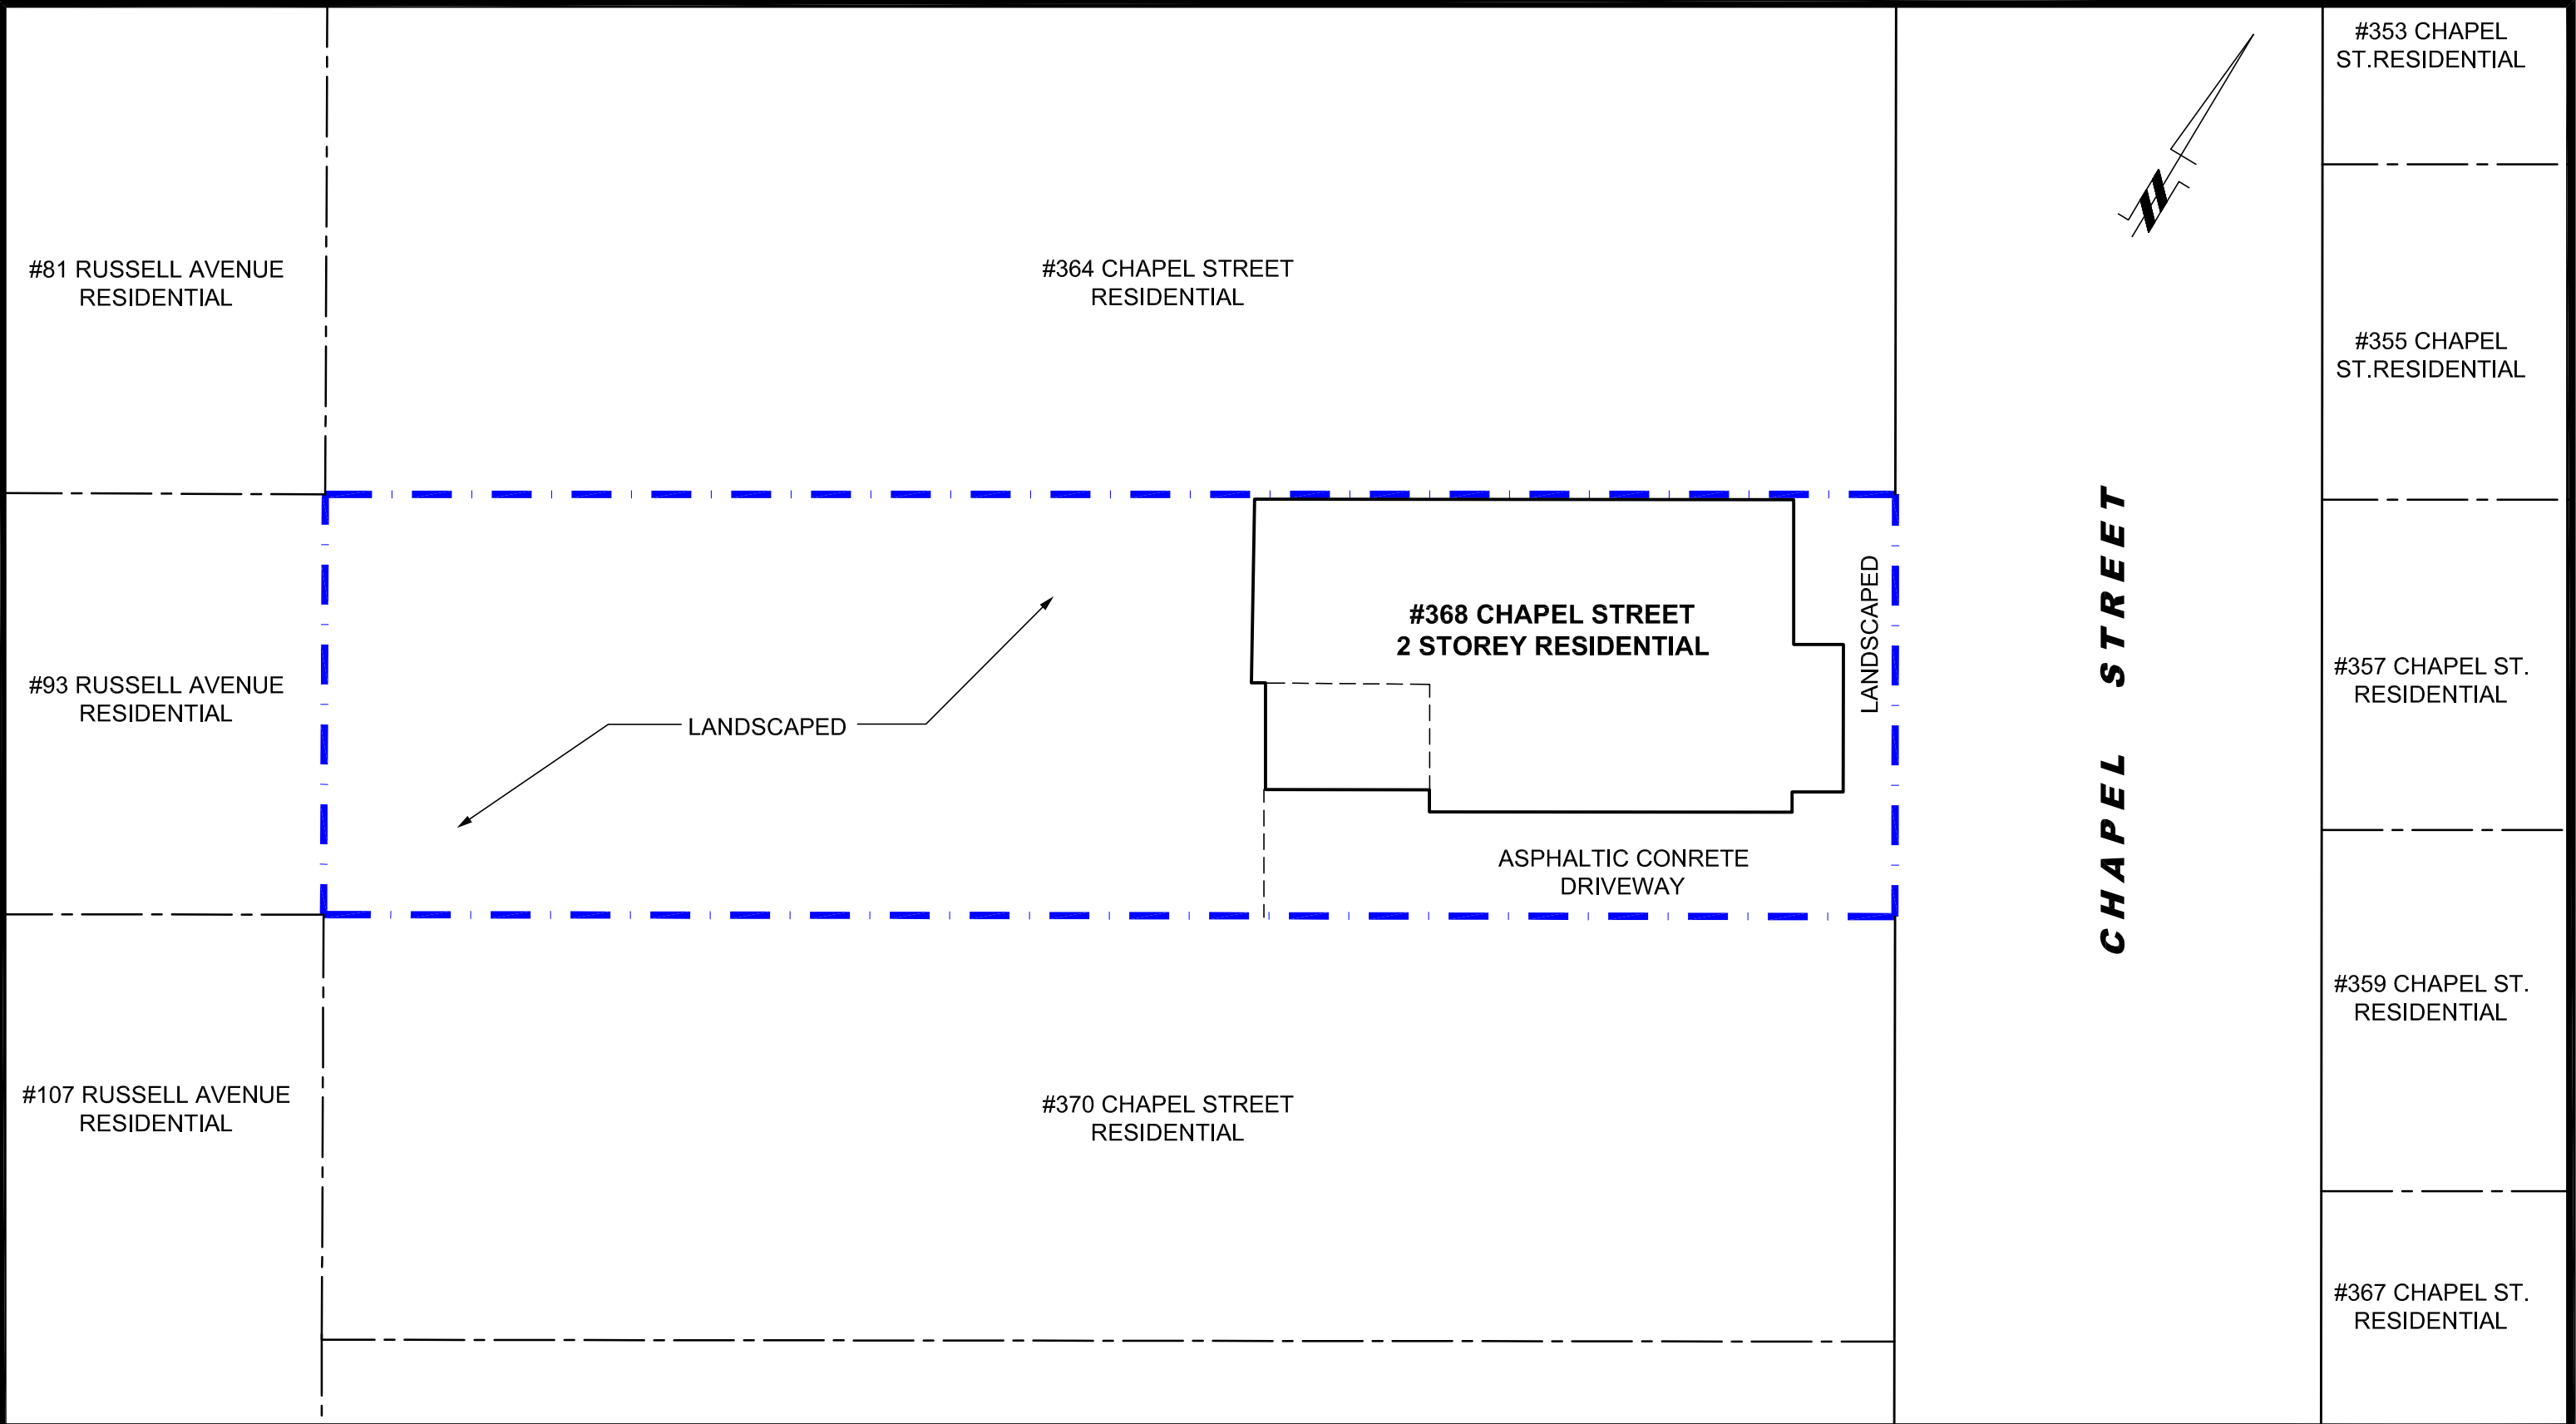 #353 CHAPEL
ST.RESIDENTIAL
#81 RUSSELL AVENUE
RESIDENTIAL
#364 CHAPEL STREET
RESIDENTIAL
#355 CHAPEL
ST.RESIDENTIAL
#93 RUSSELL AVENUE
RESIDENTIAL
LANDSCAPED
#368 CHAPEL STREET
2 STOREY RESIDENTIAL
LANDSCAPED
ASPHALTIC CONRETE
DRIVEWAY
CHAPEL STREET
#357 CHAPEL ST.
RESIDENTIAL
#359 CHAPEL ST.
RESIDENTIAL
#107 RUSSELL AVENUE
RESIDENTIAL
#370 CHAPEL STREET
RESIDENTIAL
#367 CHAPEL ST.
RESIDENTIAL